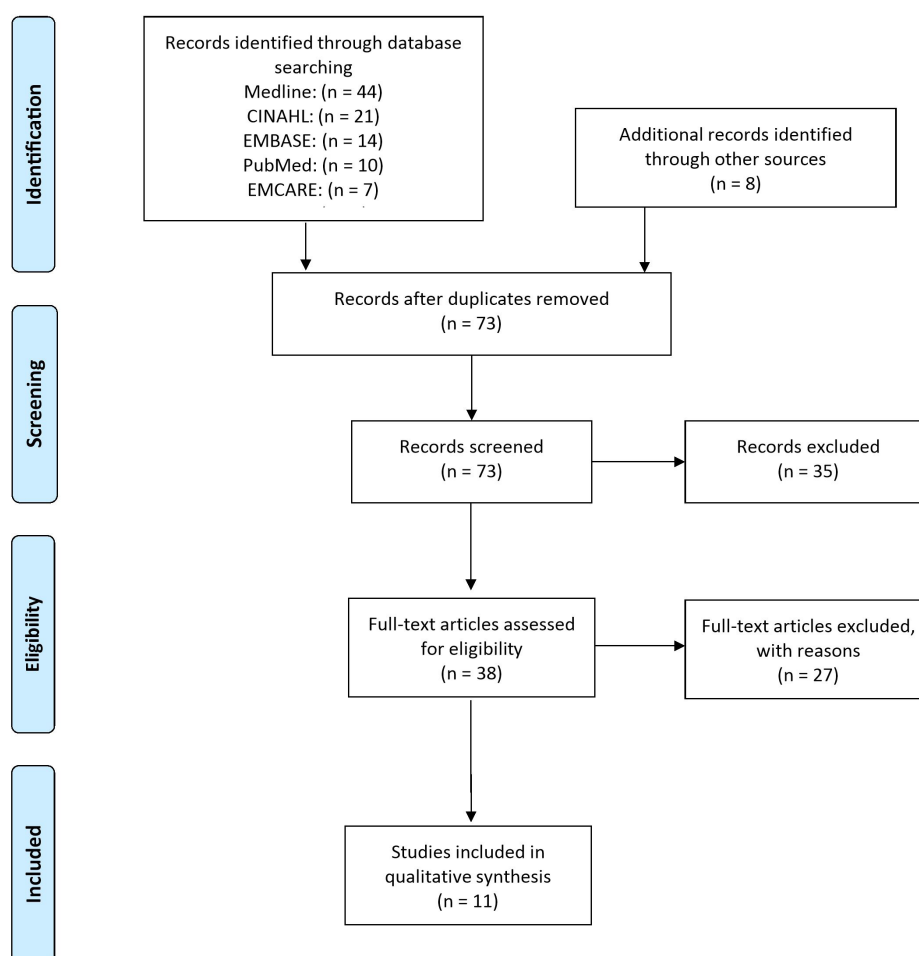 Identification
Records identified through database
searching
Medline: (n = 44)
CINAHL: (n = 21)
EMBASE: (n = 14)
PubMed: (n = 10)
EMCARE: (n = 7)
Additional records identified
through other sources
(n = 8)
Records after duplicates removed
(n = 73)
Screening
Records screened
(n = 73)
Records excluded
(n = 35)
Eligibility
Full-text articles assessed
for eligibility
(n = 38)
Full-text articles excluded,
with reasons
(n = 27)
Included
Studies included in
qualitative synthesis
(n = 11)